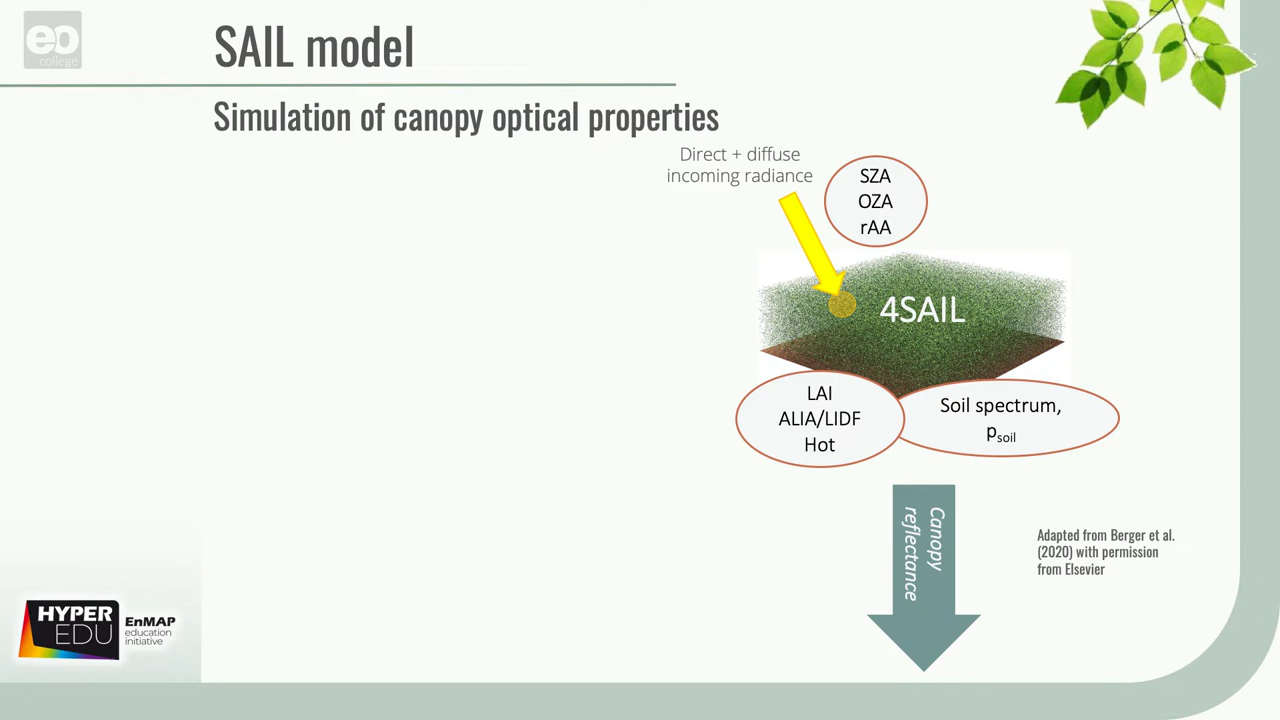 eo
college
SAIL model
Simulation of canopy optical properties
Direct + diffuse
incoming radiance
SZA
OZA
rAA
4SAIL
LAI
ALIA/LIDF
Hot
Soil spectrum,
psoil
Canopy
reflectance
Adapted from Berger et al.
(2020) with permission
from Elsevier
HYPER
EDU
EnMAP
education
initiative